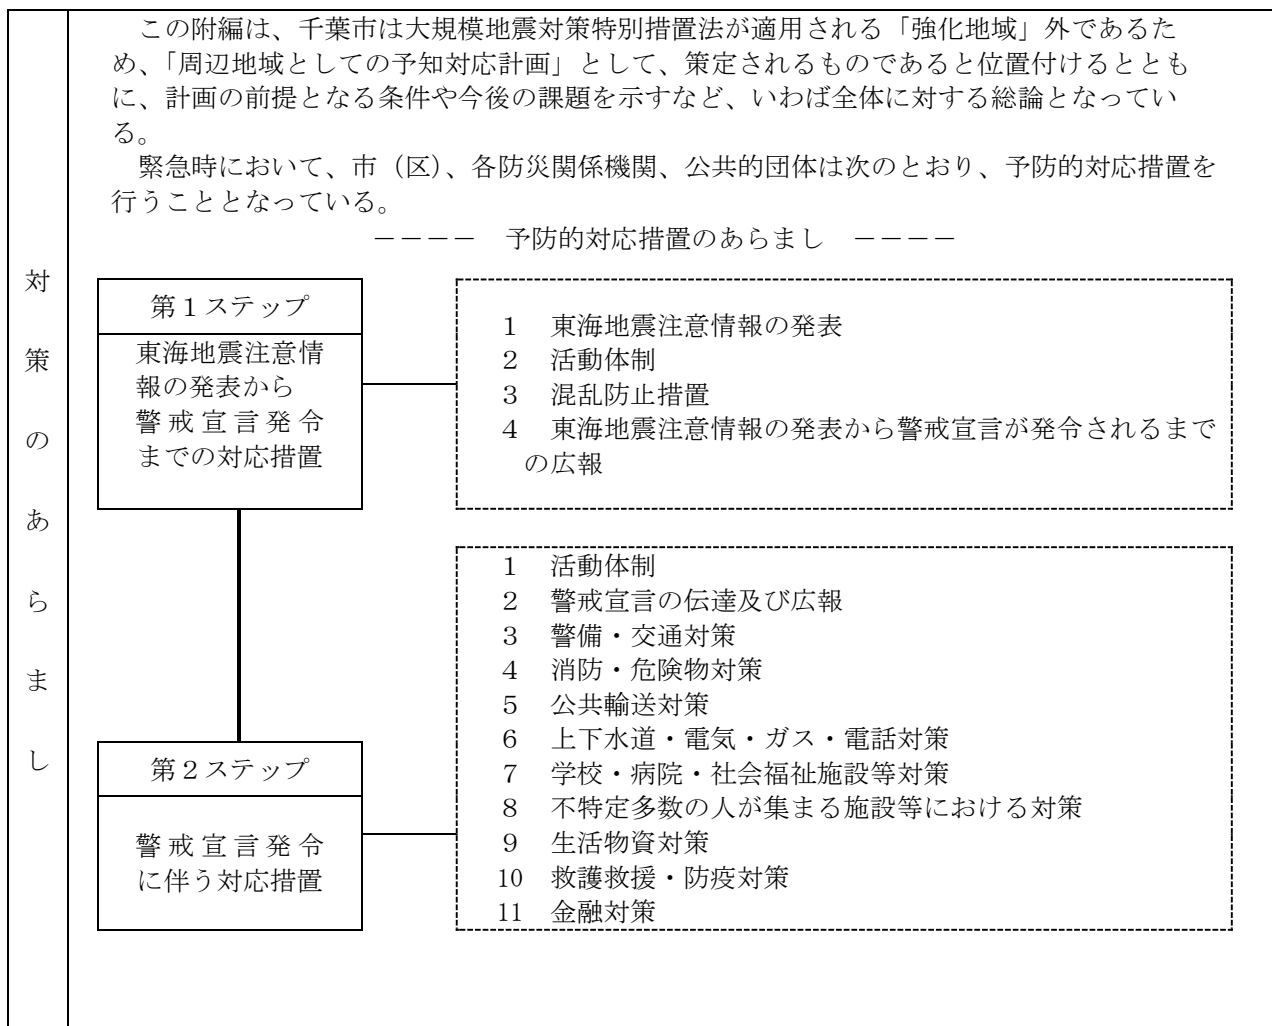 この附編は、千葉市は大規模地震対策特別措置法が適用される「強化地域」外であるた
め、「周辺地域としての予知対応計画」として、策定されるものであると位置付けるととも
に、計画の前提となる条件や今後の課題を示すなど、いわば全体に対する総論となってい
る。
緊急時において、市（区）、各防災関係機関、公共的団体は次のとおり、予防的対応措置を
行うこととなっている。
－－－－　予防的対応措置のあらまし　－－－－
対策のあらまし
第１ステップ
東海地震注意情
報の発表から
警戒宣言発令
までの対応措置
１　東海地震注意情報の発表
２　活動体制
３　混乱防止措置
４　東海地震注意情報の発表から警戒宣言が発令されるまで
の広報
第２ステップ
警戒宣言発令
に伴う対応措置
１　活動体制
２　警戒宣言の伝達及び広報
３　警備・交通対策
４　消防・危険物対策
５　公共輸送対策
６　上下水道・電気・ガス・電話対策
７　学校・病院・社会福祉施設等対策
８　不特定多数の人が集まる施設等における対策
９　生活物資対策
10　救護救援・防疫対策
11　金融対策